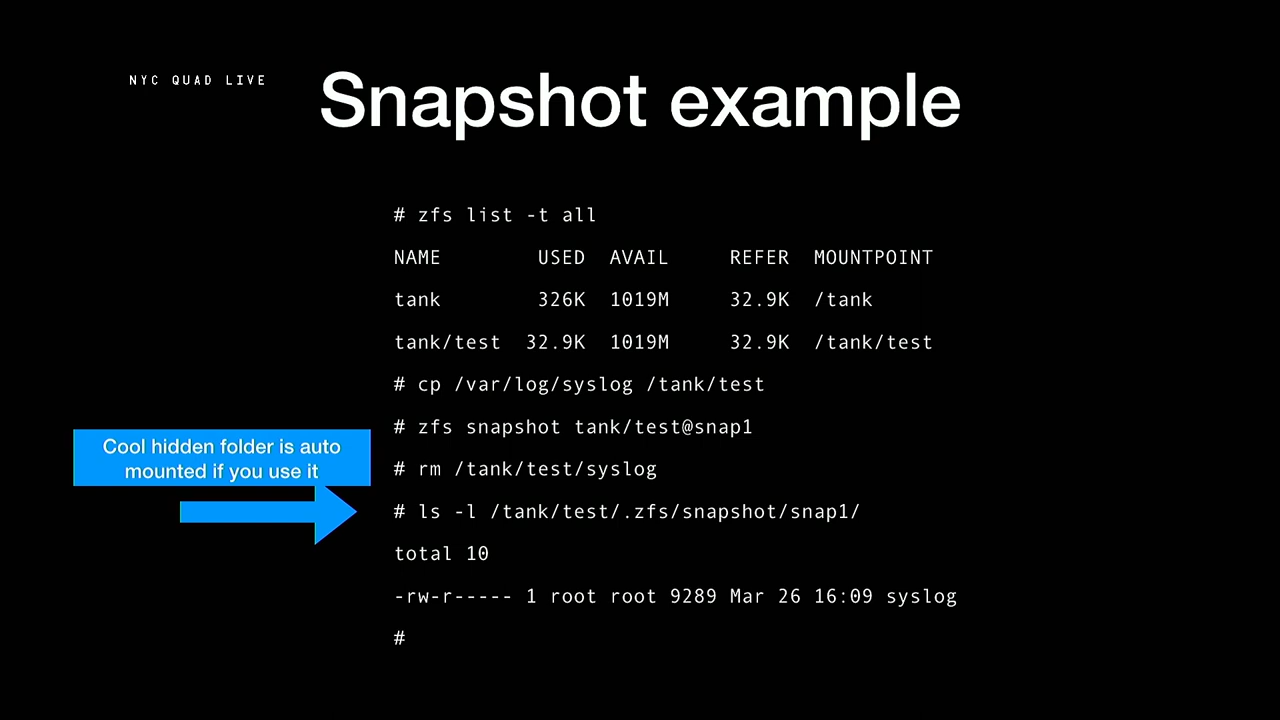 NYC QUAD LIVE
Snapshot example
# zfs list -t all
NAME        USED  AVAIL     REFER  MOUNTPOINT
tank        326K  1019M     32.9K  /tank
tank/test  32.9K  1019M     32.9K  /tank/test
# cp /var/log/syslog /tank/test
# zfs snapshot tank/test@snap1
# rm /tank/test/syslog
Cool hidden folder is auto
mounted if you use it
# ls -l /tank/test/.zfs/snapshot/snap1/
total 10
-rw-r----- 1 root root 9289 Mar 26 16:09 syslog
#